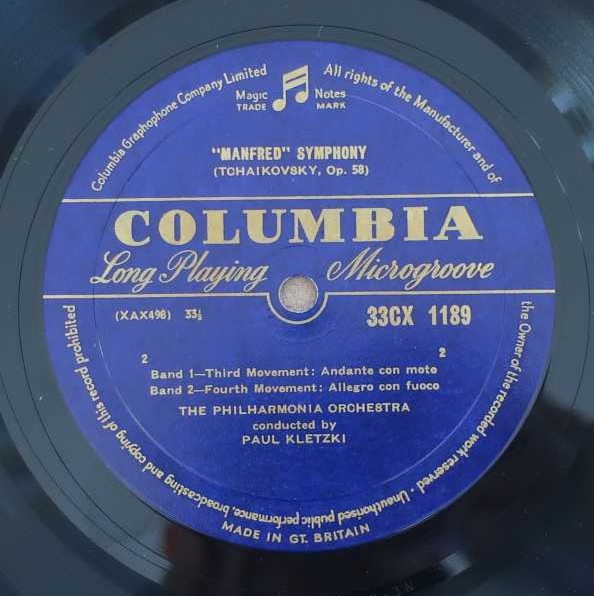 Columbia Graphophone Company Limited
Magic Notes
TRADE MARK
All rights of the Manufacturer and of
the Owner of the recorded work reserved · Unauthorised public performance, broadcasting and copying of this record prohibited
"MANFRED" SYMPHONY
(TCHAIKOVSKY, Op. 58)
COLUMBIA
Long Playing Microgroove
(XAX498) 33⅓ 33CX 1189
2 2
Band 1—Third Movement: Andante con moto
Band 2—Fourth Movement: Allegro con fuoco
THE PHILHARMONIA ORCHESTRA
conducted by
PAUL KLETZKI
MADE IN GT. BRITAIN